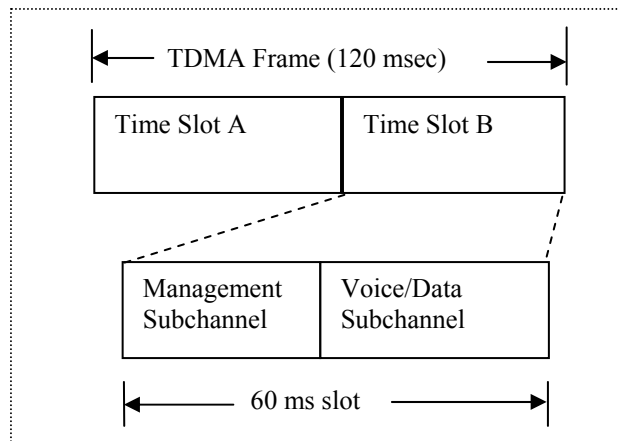 TDMA Frame (120 msec)
Time Slot A
Time Slot B
Management
Subchannel
Voice/Data
Subchannel
60 ms slot